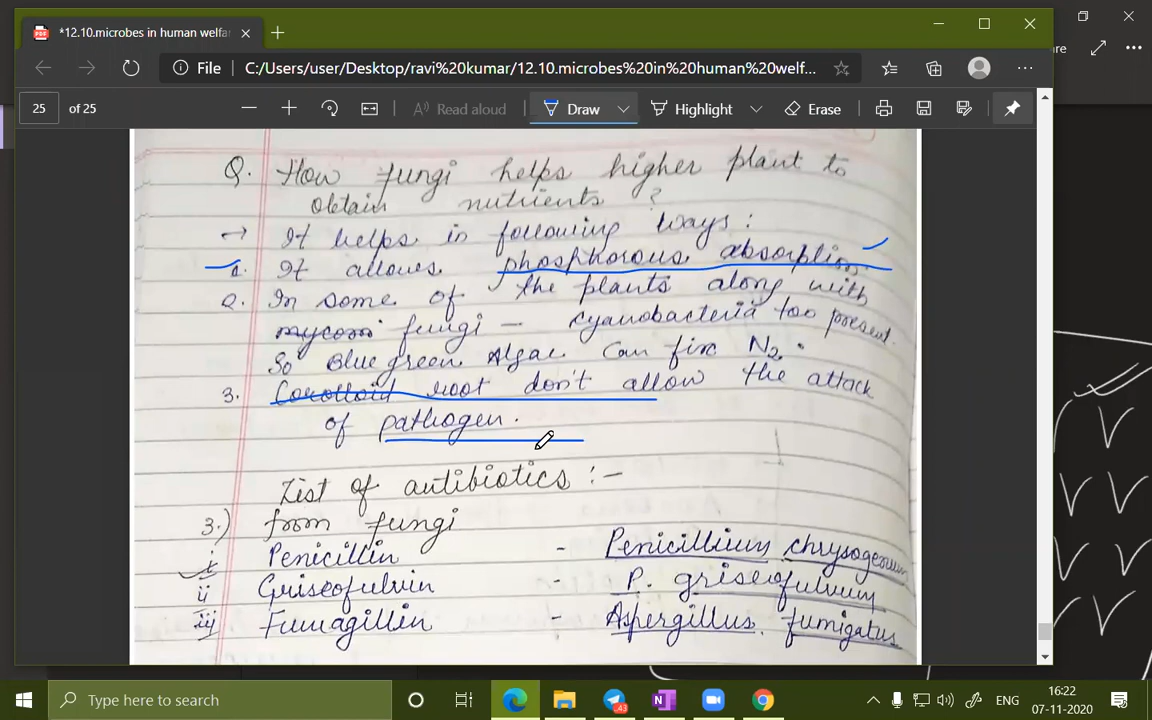 *12.10.microbes in human welfa
re
File C:/Users/user/Desktop/ravi%20kumar/12.10.microbes%20in%20human%20welf...
25 of 25 Read aloud Draw Highlight Erase
Q. How fungi helps higher plant to
obtain nutrients ?
→ It helps in following ways :
1. It allows phosphorous absorption
2. In some of the plants along with
fungi - cyanobacteria too present.
So Blue green Algae Can fix N2.
3. Corolloid root don't allow the attack
of pathogen.
List of antibiotics :-
3.) from fungi
i Penicillin - Penicillium chrysogenum
ii Griseofulvin - P. griseofulvum
iii Fumagillin - Aspergillus fumigatus
Type here to search
43
N
ENG
16:22
07-11-2020